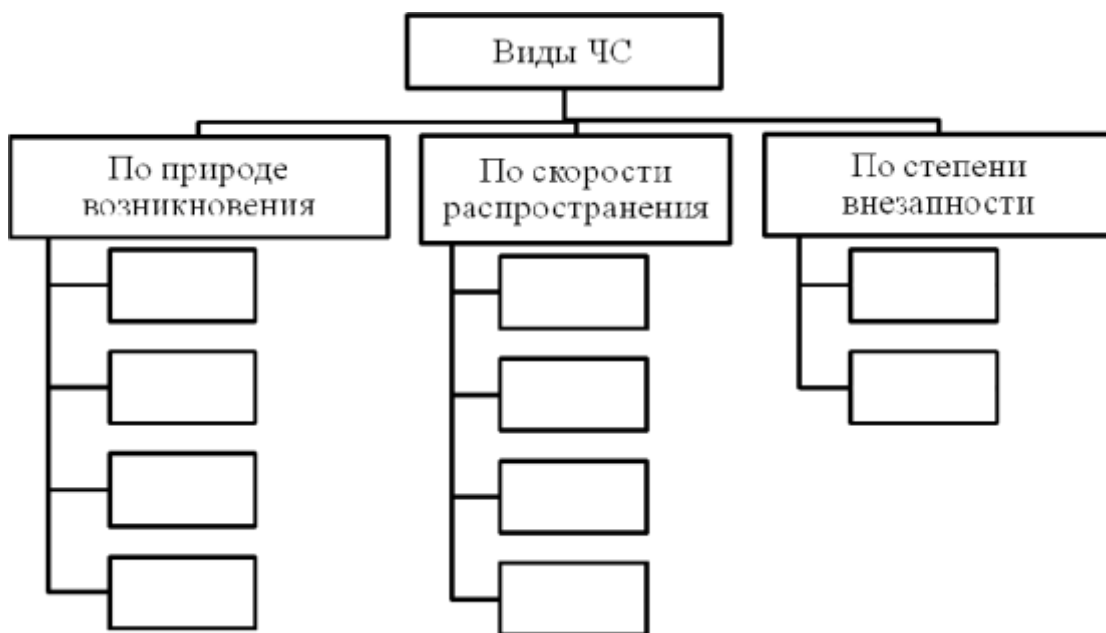 Виды ЧС
По природе
возникновения
По скорости
распространения
По степени
внезапности